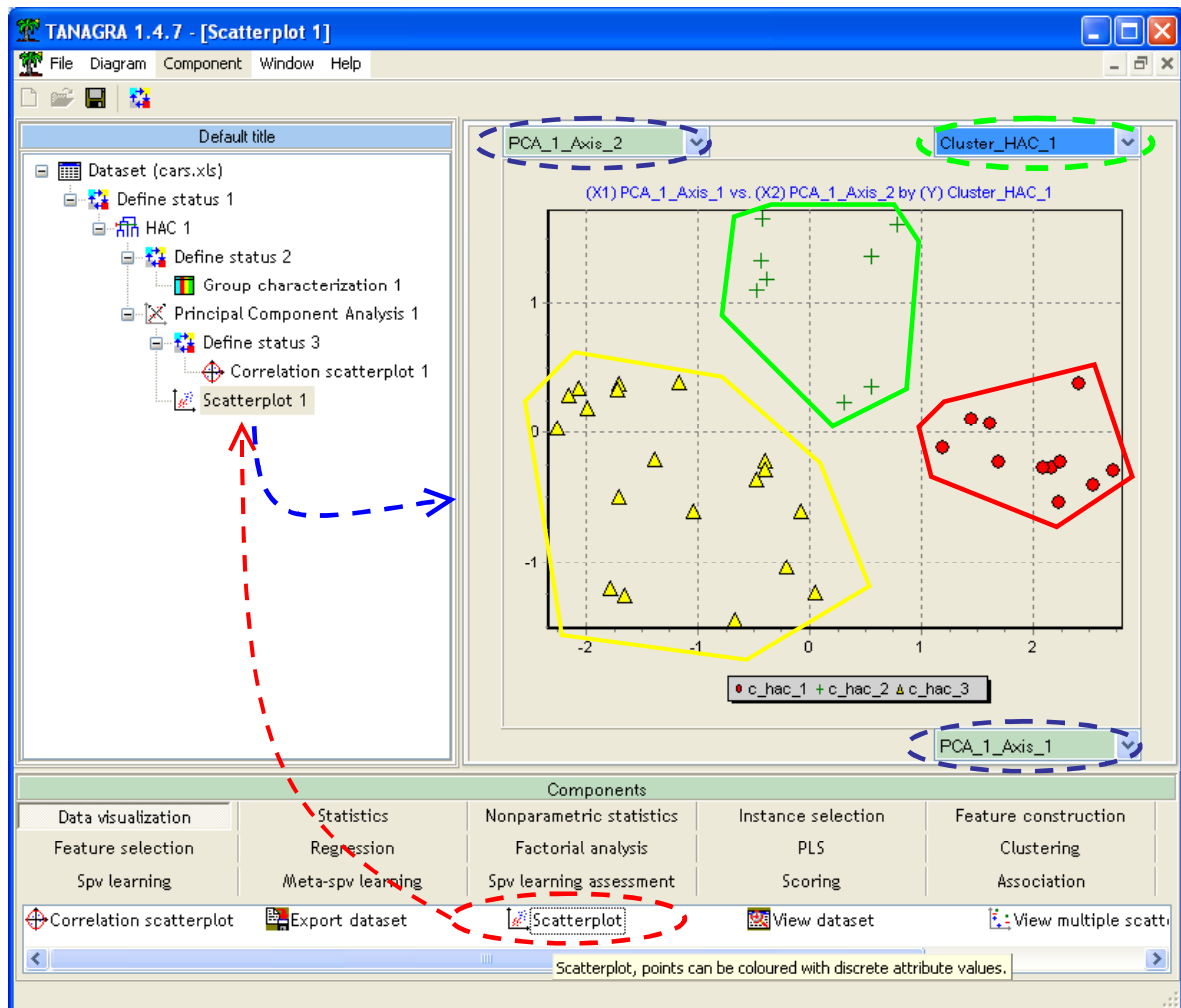 TANAGRA 1.4.7 - [Scatterplot 1]
File Diagram Component Window Help
Default title
Dataset (cars.xls)
Define status 1
HAC 1
Define status 2
Group characterization 1
Principal Component Analysis 1
Define status 3
Correlation scatterplot 1
Scatterplot 1
PCA_1_Axis_2
Cluster_HAC_1
(X1) PCA_1_Axis_1 vs. (X2) PCA_1_Axis_2 by (Y) Cluster_HAC_1
1
0
-1
-2 -1 0 1 2
c_hac_1 c_hac_2 c_hac_3
PCA_1_Axis_1
Components
Data visualization Statistics Nonparametric statistics Instance selection Feature construction
Feature selection Regression Factorial analysis PLS Clustering
Spv learning Meta-spv learning Spv learning assessment Scoring Association
Correlation scatterplot Export dataset Scatterplot View dataset View multiple scatt
Scatterplot, points can be coloured with discrete attribute values.